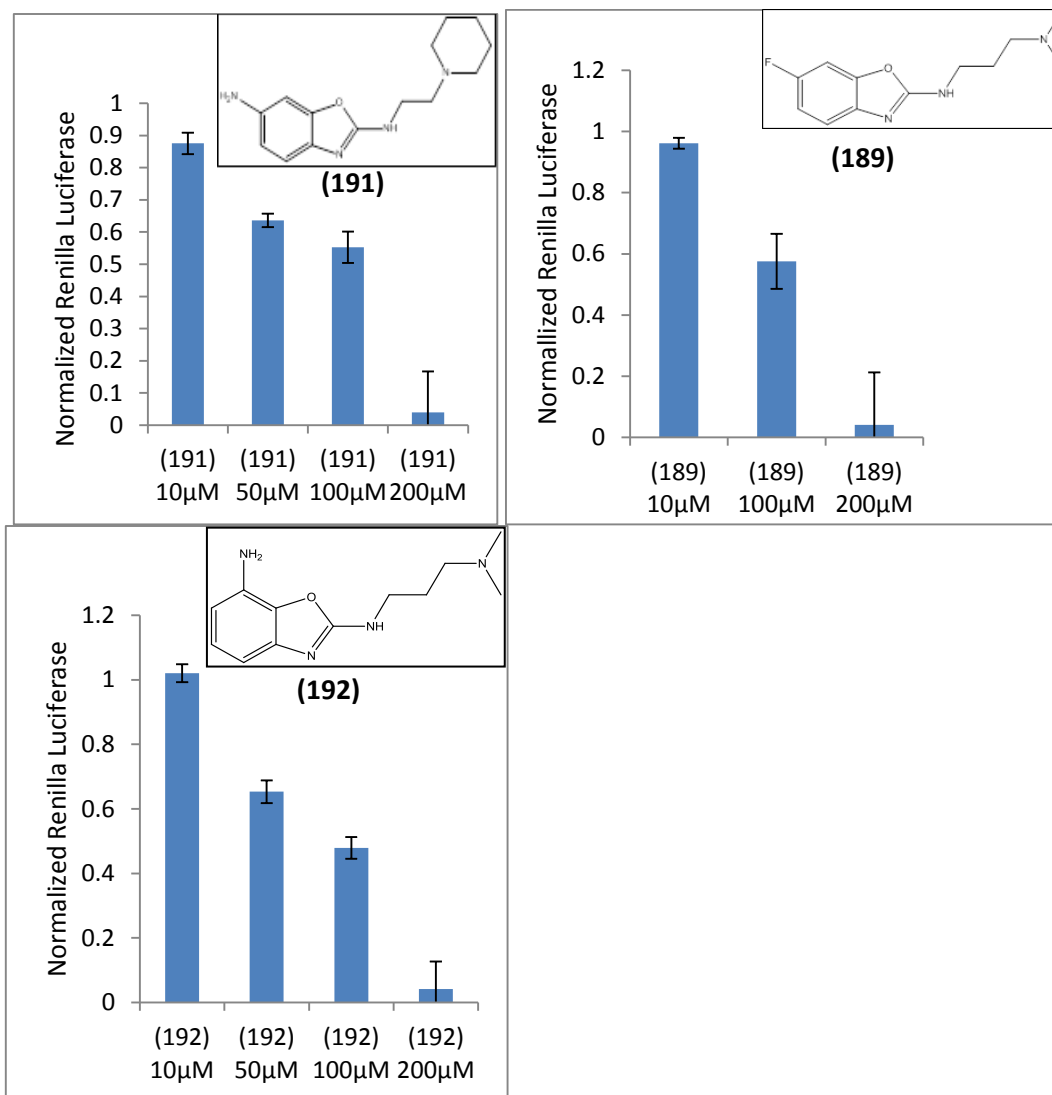 Normalized Renilla Luciferase
1
0.9
0.8
0.7
0.6
0.5
0.4
0.3
0.2
0.1
0
H₂N
O
N
NH
N
(191)
(191) (191) (191) (191)
10µM 50µM 100µM 200µM
Normallized Renilla Luciferase
1.2
1
0.8
0.6
0.4
0.2
0
F
O
N
NH
N
(189)
(189) (189) (189)
10µM 100µM 200µM
Normalized Renilla Luciferase
1.2
1
0.8
0.6
0.4
0.2
0
NH₂
O
N
NH
N
(192)
(192) (192) (192) (192)
10µM 50µM 100µM 200µM